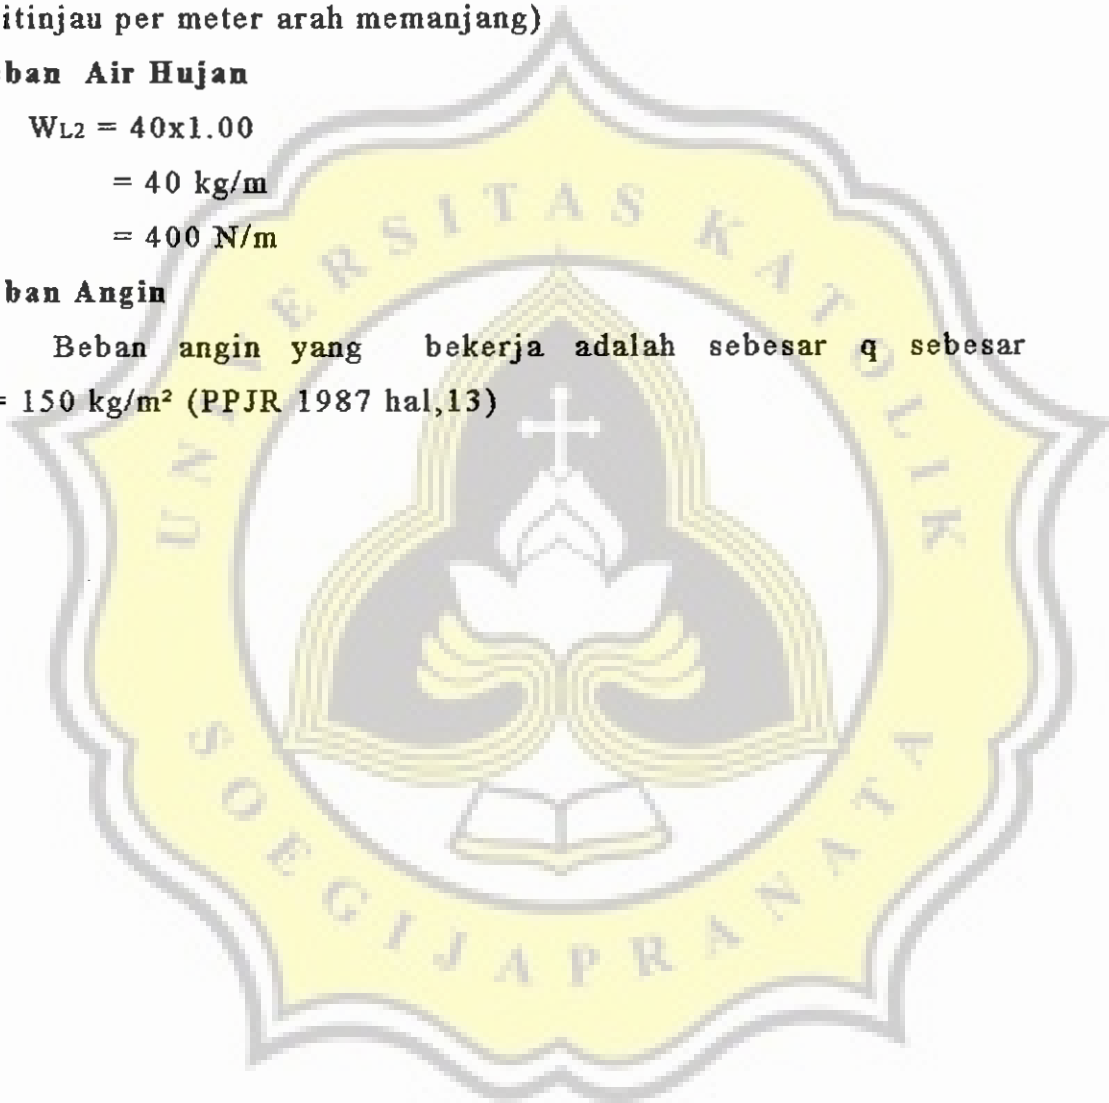 itinjau per meter arah memanjang)
ban Air Hujan
WL2 = 40x1.00
= 40 kg/m
= 400 N/m
ban Angin
Beban angin yang bekerja adalah sebesar q sebesar
= 150 kg/m² (PPJR 1987 hal,13)
UNIVERSITAS KATOLIK
SOEGIJAPRANATA